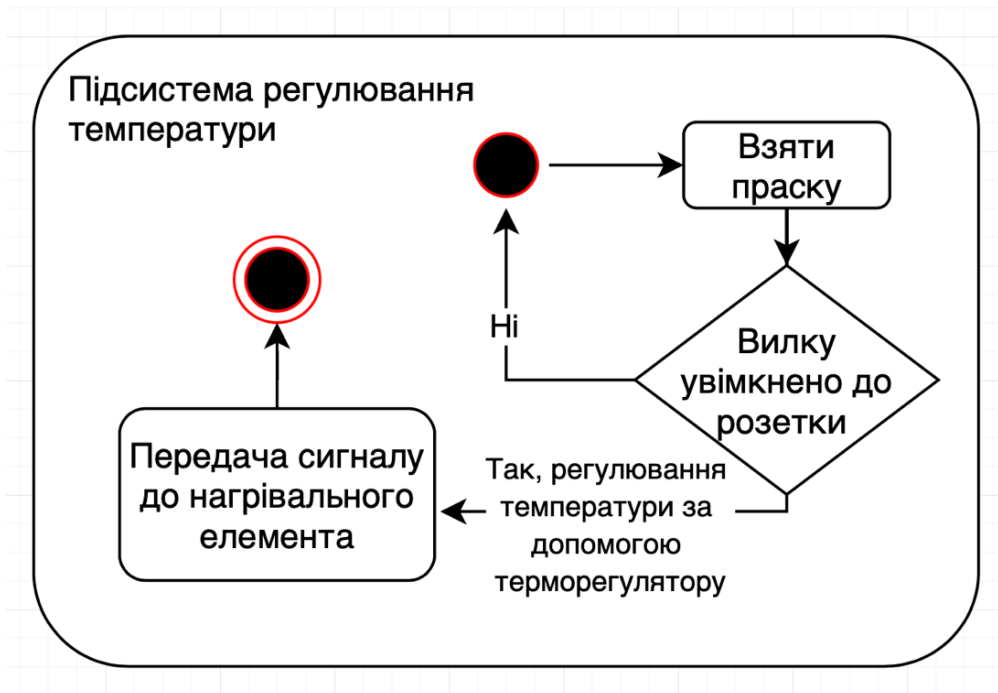 Підсистема регулювання
температури
Взяти
праску
Вилку
увімкнено до
розетки
Ні
Так, регулювання
температури за
допомогою
терморегулятору
Передача сигналу
до нагрівального
елемента